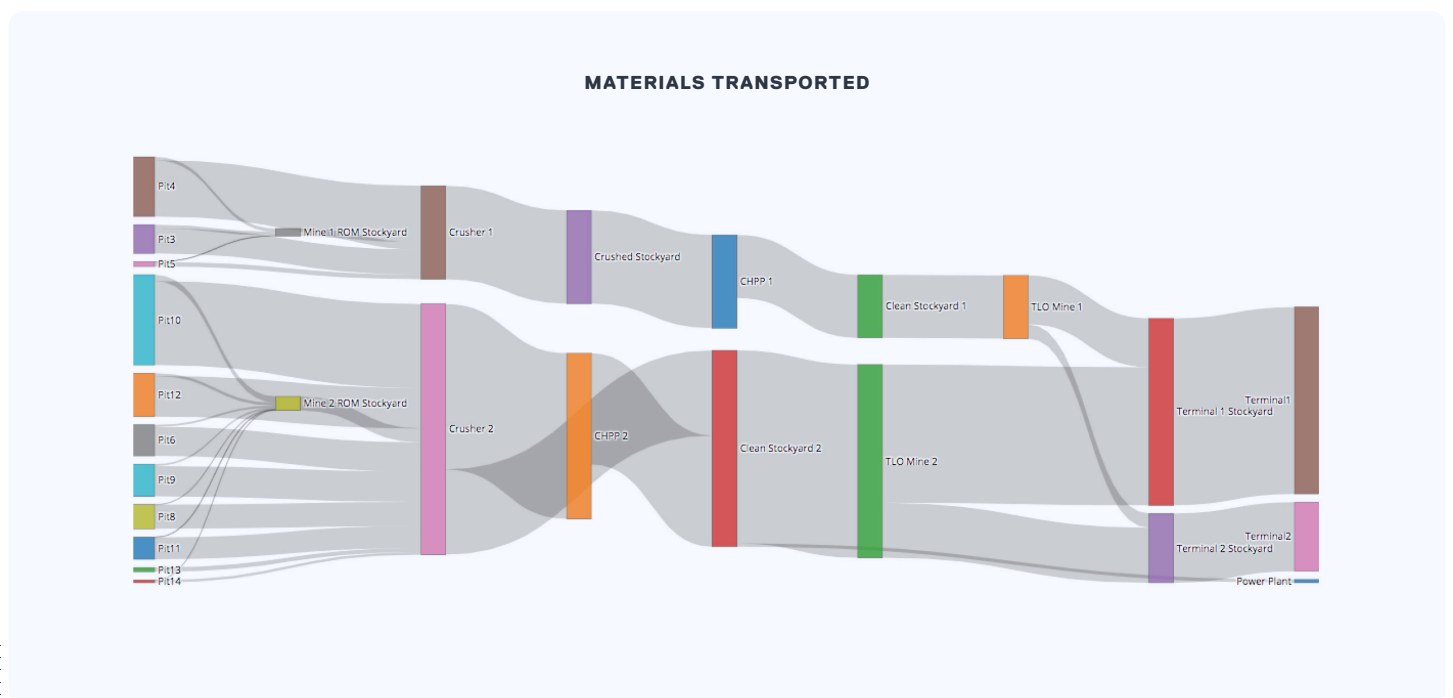 MATERIALS TRANSPORTED
Pit4
Pit3
Pit5
Pit10
Pit12
Pit6
Pit9
Pit8
Pit11
Pit13
Pit14
Mine 1 ROM Stockyard
Mine 2 ROM Stockyard
Crusher 1
Crusher 2
Crushed Stockyard
CHPP 2
CHPP 1
Clean Stockyard 2
Clean Stockyard 1
TLO Mine 2
TLO Mine 1
Terminal 1 Stockyard
Terminal 2 Stockyard
Terminal1
Terminal2
Power Plant